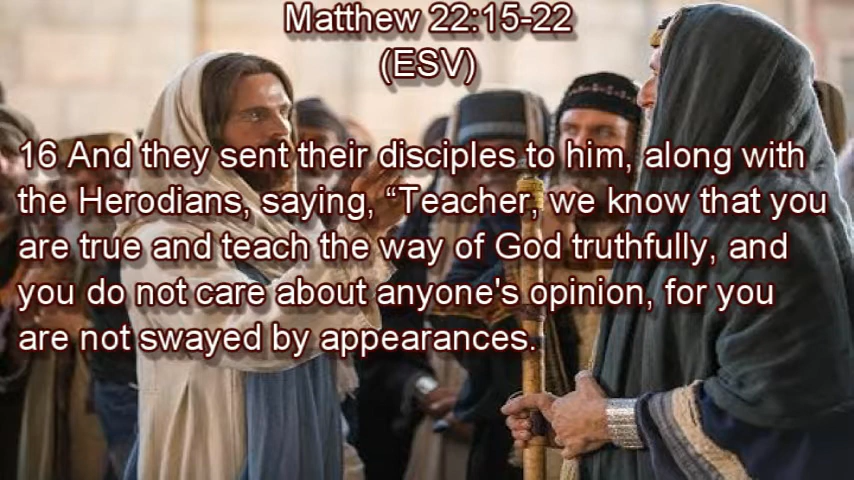 Matthew 22:15-22
(ESV)
16 And they sent their disciples to him, along with
the Herodians, saying, “Teacher, we know that you
are true and teach the way of God truthfully, and
you do not care about anyone's opinion, for you
are not swayed by appearances.